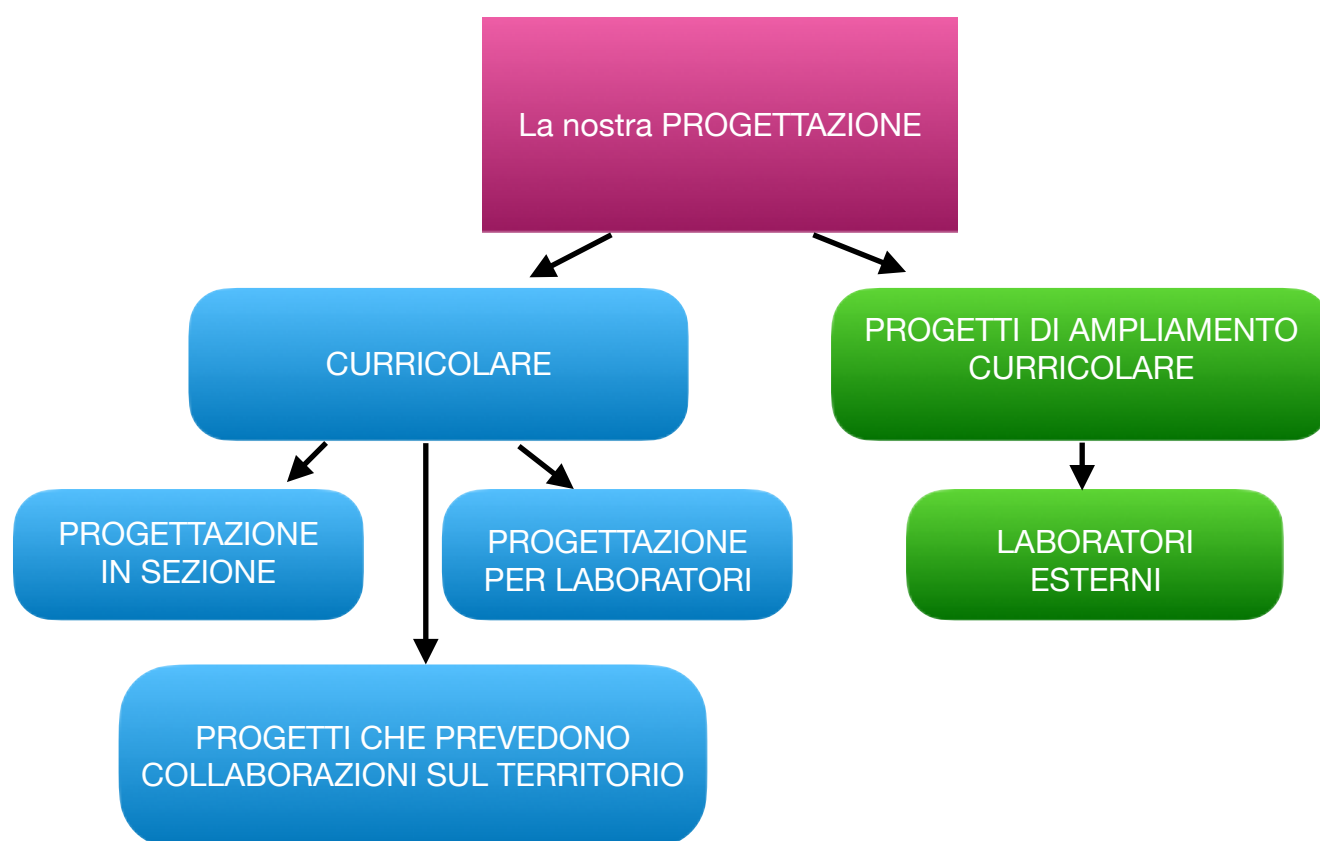 La nostra PROGETTAZIONE
CURRICOLARE
PROGETTI DI AMPLIAMENTO
CURRICOLARE
PROGETTAZIONE
IN SEZIONE
PROGETTAZIONE
PER LABORATORI
LABORATORI
ESTERNI
PROGETTI CHE PREVEDONO
COLLABORAZIONI SUL TERRITORIO